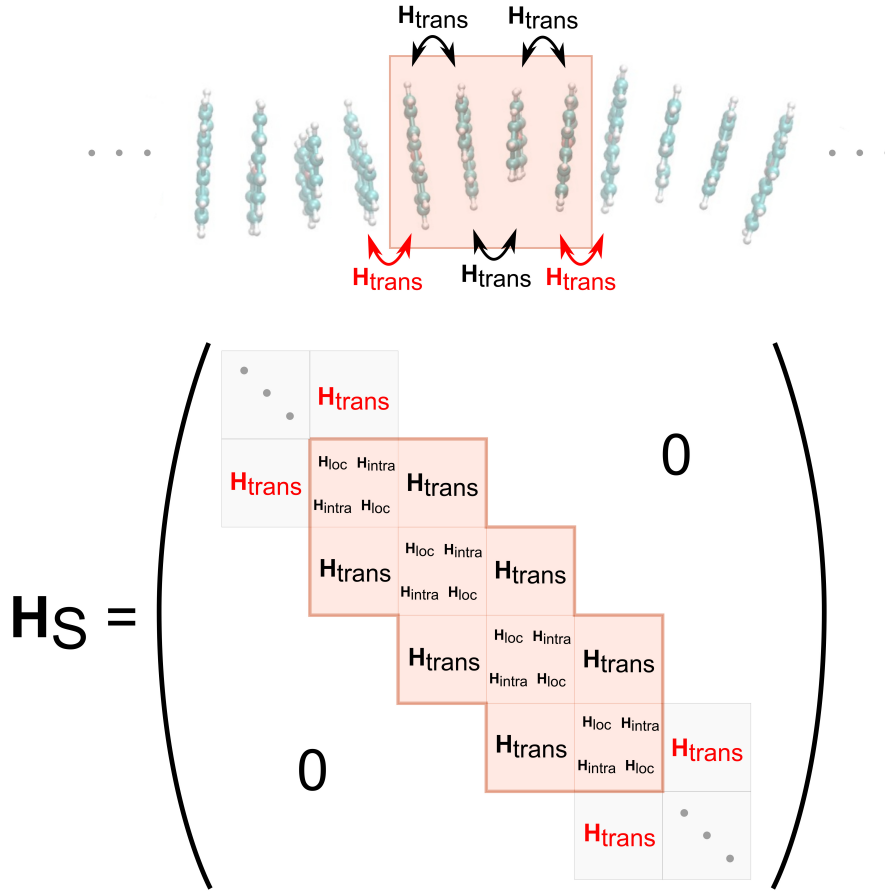 Htrans Htrans
Htrans Htrans Htrans
Htrans 0
Htrans Hloc Hintra Htrans
Hintra Hloc
Htrans Hloc Hintra Htrans
Hintra Hloc
HS = Htrans Hloc Hintra Htrans
Hintra Hloc
0 Htrans Hloc Hintra Htrans
Hintra Hloc
Htrans